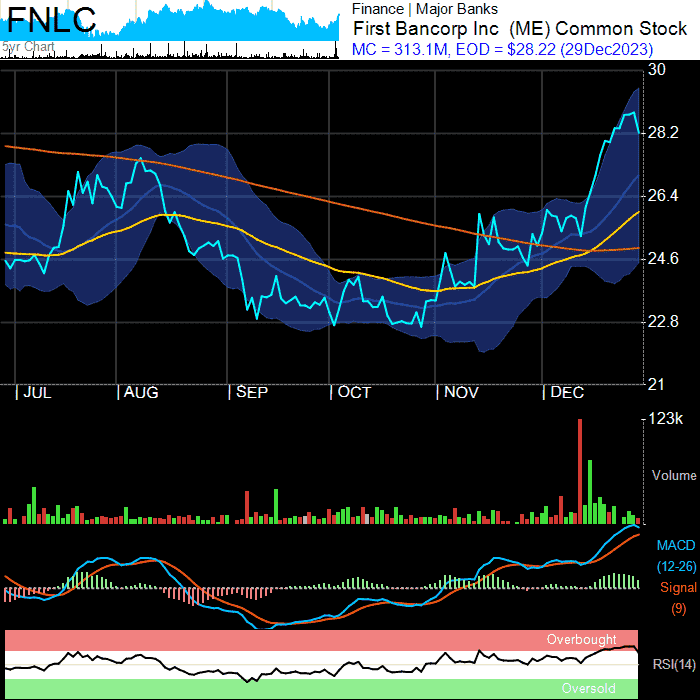 FNLC
5yr Chart
Finance | Major Banks
First Bancorp Inc (ME) Common Stock
MC = 313.1M, EOD = $28.22 (29Dec2023)
30
28.2
26.4
24.6
22.8
21
| JUL | AUG | SEP | OCT | NOV | DEC
123k
Volume
MACD
(12-26)
Signal
(9)
Overbought
RSI(14)
Oversold